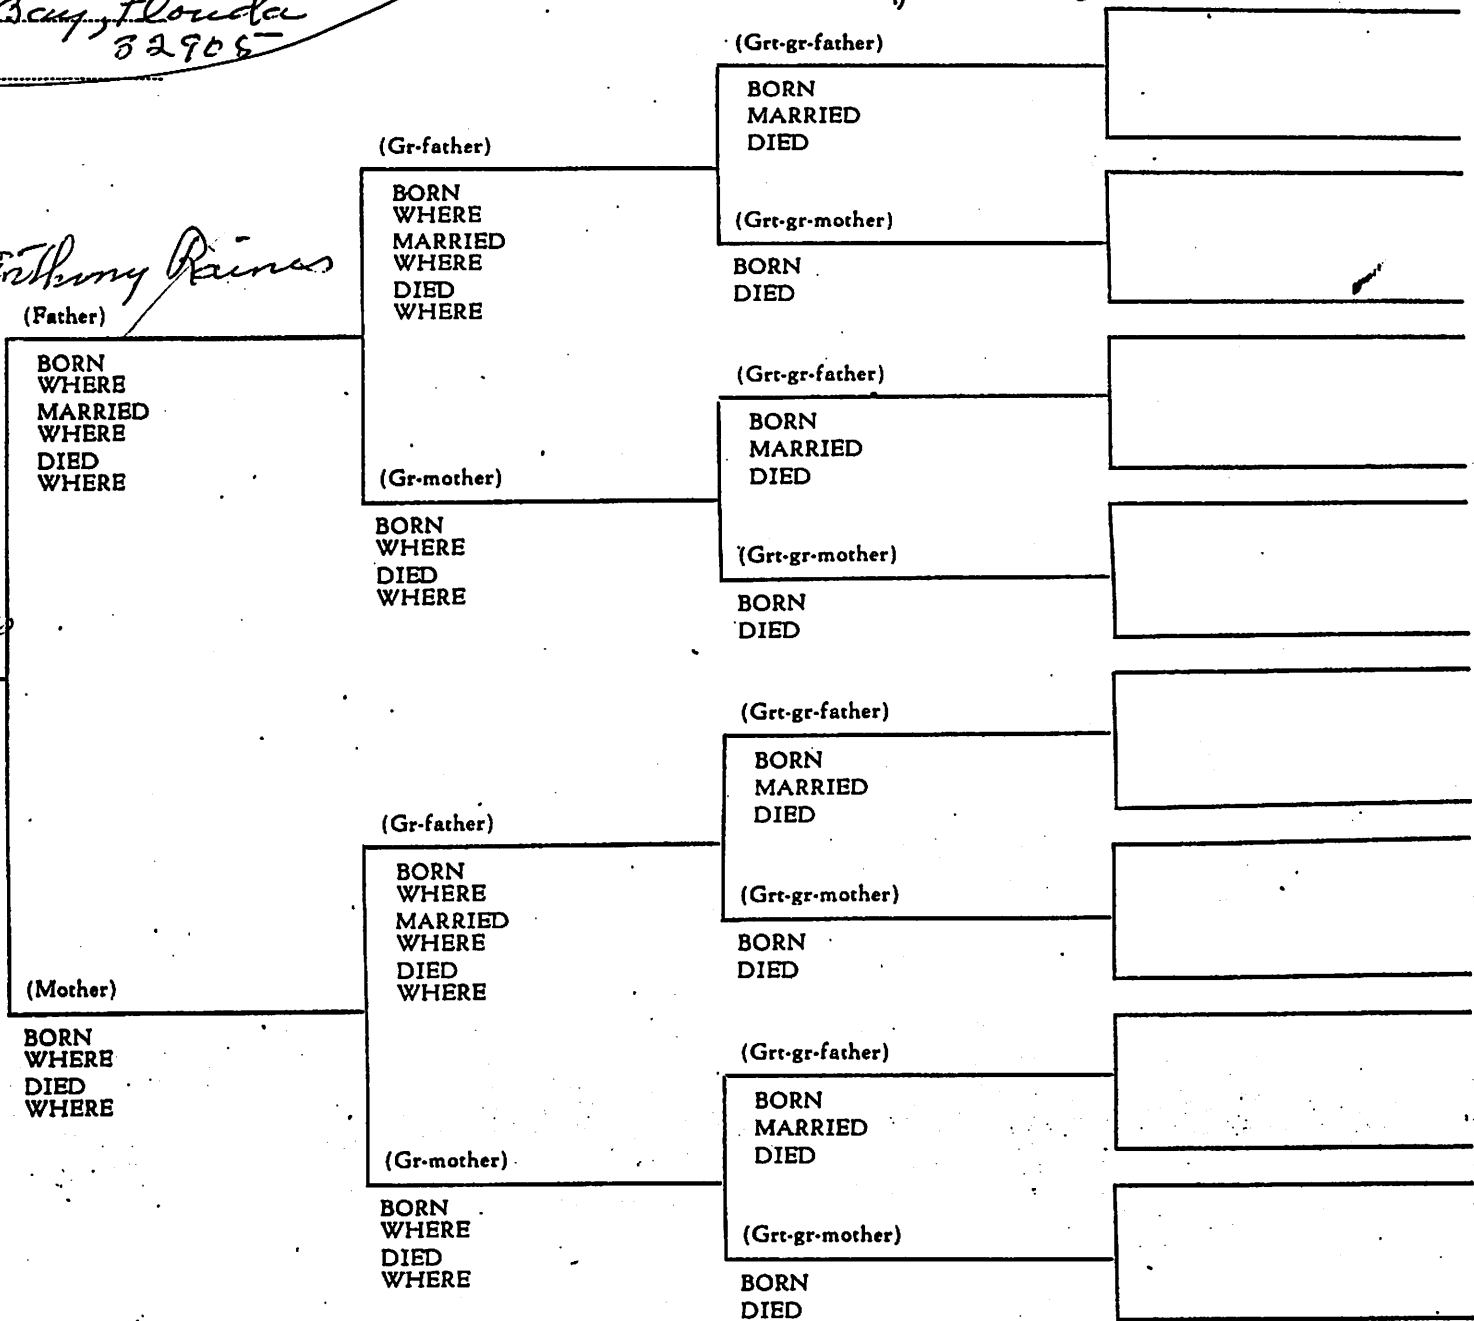 Bay, Florida
32905
(Grt-gr-father)
BORN
MARRIED
DIED
(Gr-father)
BORN
WHERE
MARRIED
WHERE
DIED
WHERE
(Grt-gr-mother)
BORN
DIED
Anthony Raines
(Father)
BORN
WHERE
MARRIED
WHERE
DIED
WHERE
(Grt-gr-father)
BORN
MARRIED
DIED
(Gr-mother)
BORN
WHERE
DIED
WHERE
(Grt-gr-mother)
BORN
DIED
(Grt-gr-father)
BORN
MARRIED
DIED
(Gr-father)
BORN
WHERE
MARRIED
WHERE
DIED
WHERE
(Grt-gr-mother)
BORN
DIED
(Mother)
BORN
WHERE
DIED
WHERE
(Grt-gr-father)
BORN
MARRIED
DIED
(Gr-mother)
BORN
WHERE
DIED
WHERE
(Grt-gr-mother)
BORN
DIED